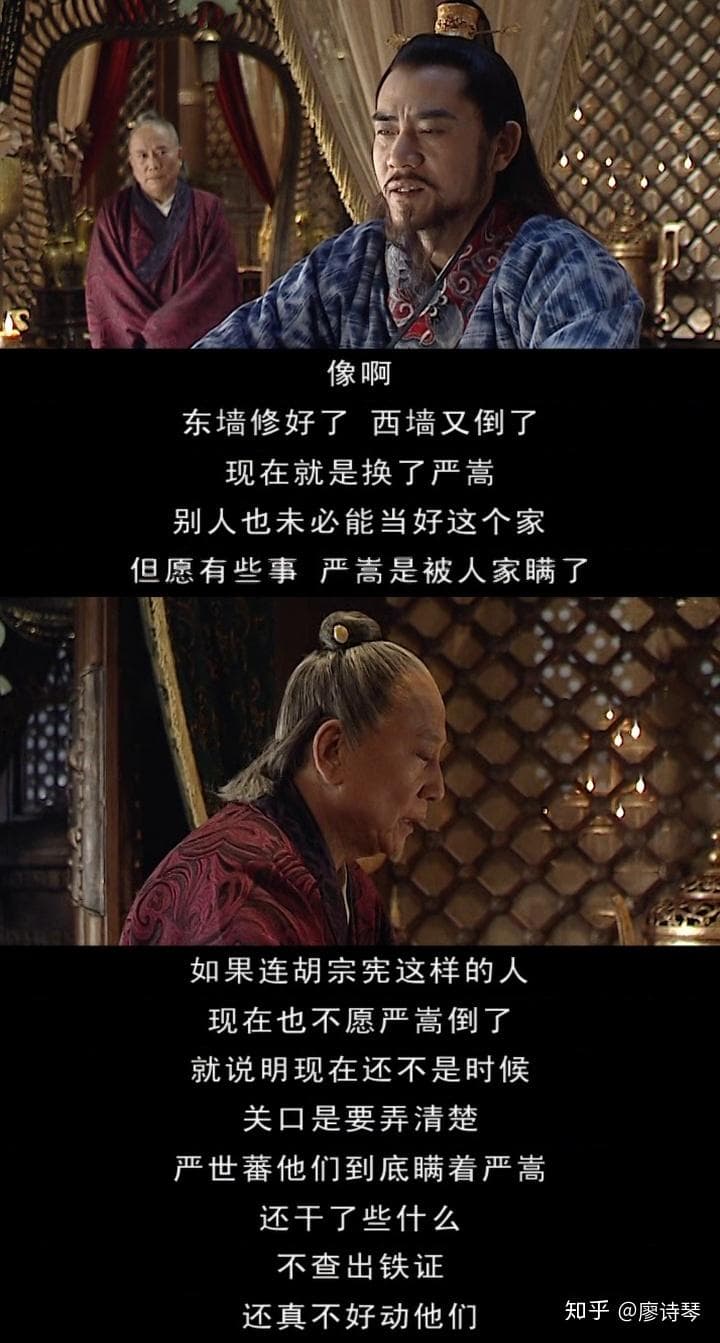 像啊
东墙修好了 西墙又倒了
现在就是换了严嵩
别人也未必能当好这个家
但愿有些事 严嵩是被人家瞒了
如果连胡宗宪这样的人
现在也不愿严嵩倒了
就说明现在还不是时候
关口是要弄清楚
严世蕃他们到底瞒着严嵩
还干了些什么
不查出铁证
还真不好动他们
知乎 @廖诗琴